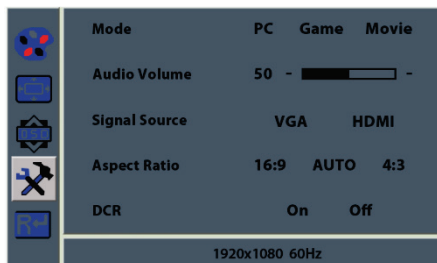 Mode PC Game Movie
Audio Volume 50 - -
Signal Source VGA HDMI
OSD
Aspect Ratio 16:9 AUTO 4:3
DCR On Off
R
1920x1080 60Hz